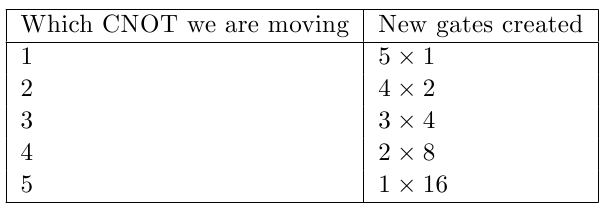 Which CNOT we are moving New gates created
1 5 × 1
2 4 × 2
3 3 × 4
4 2 × 8
5 1 × 16